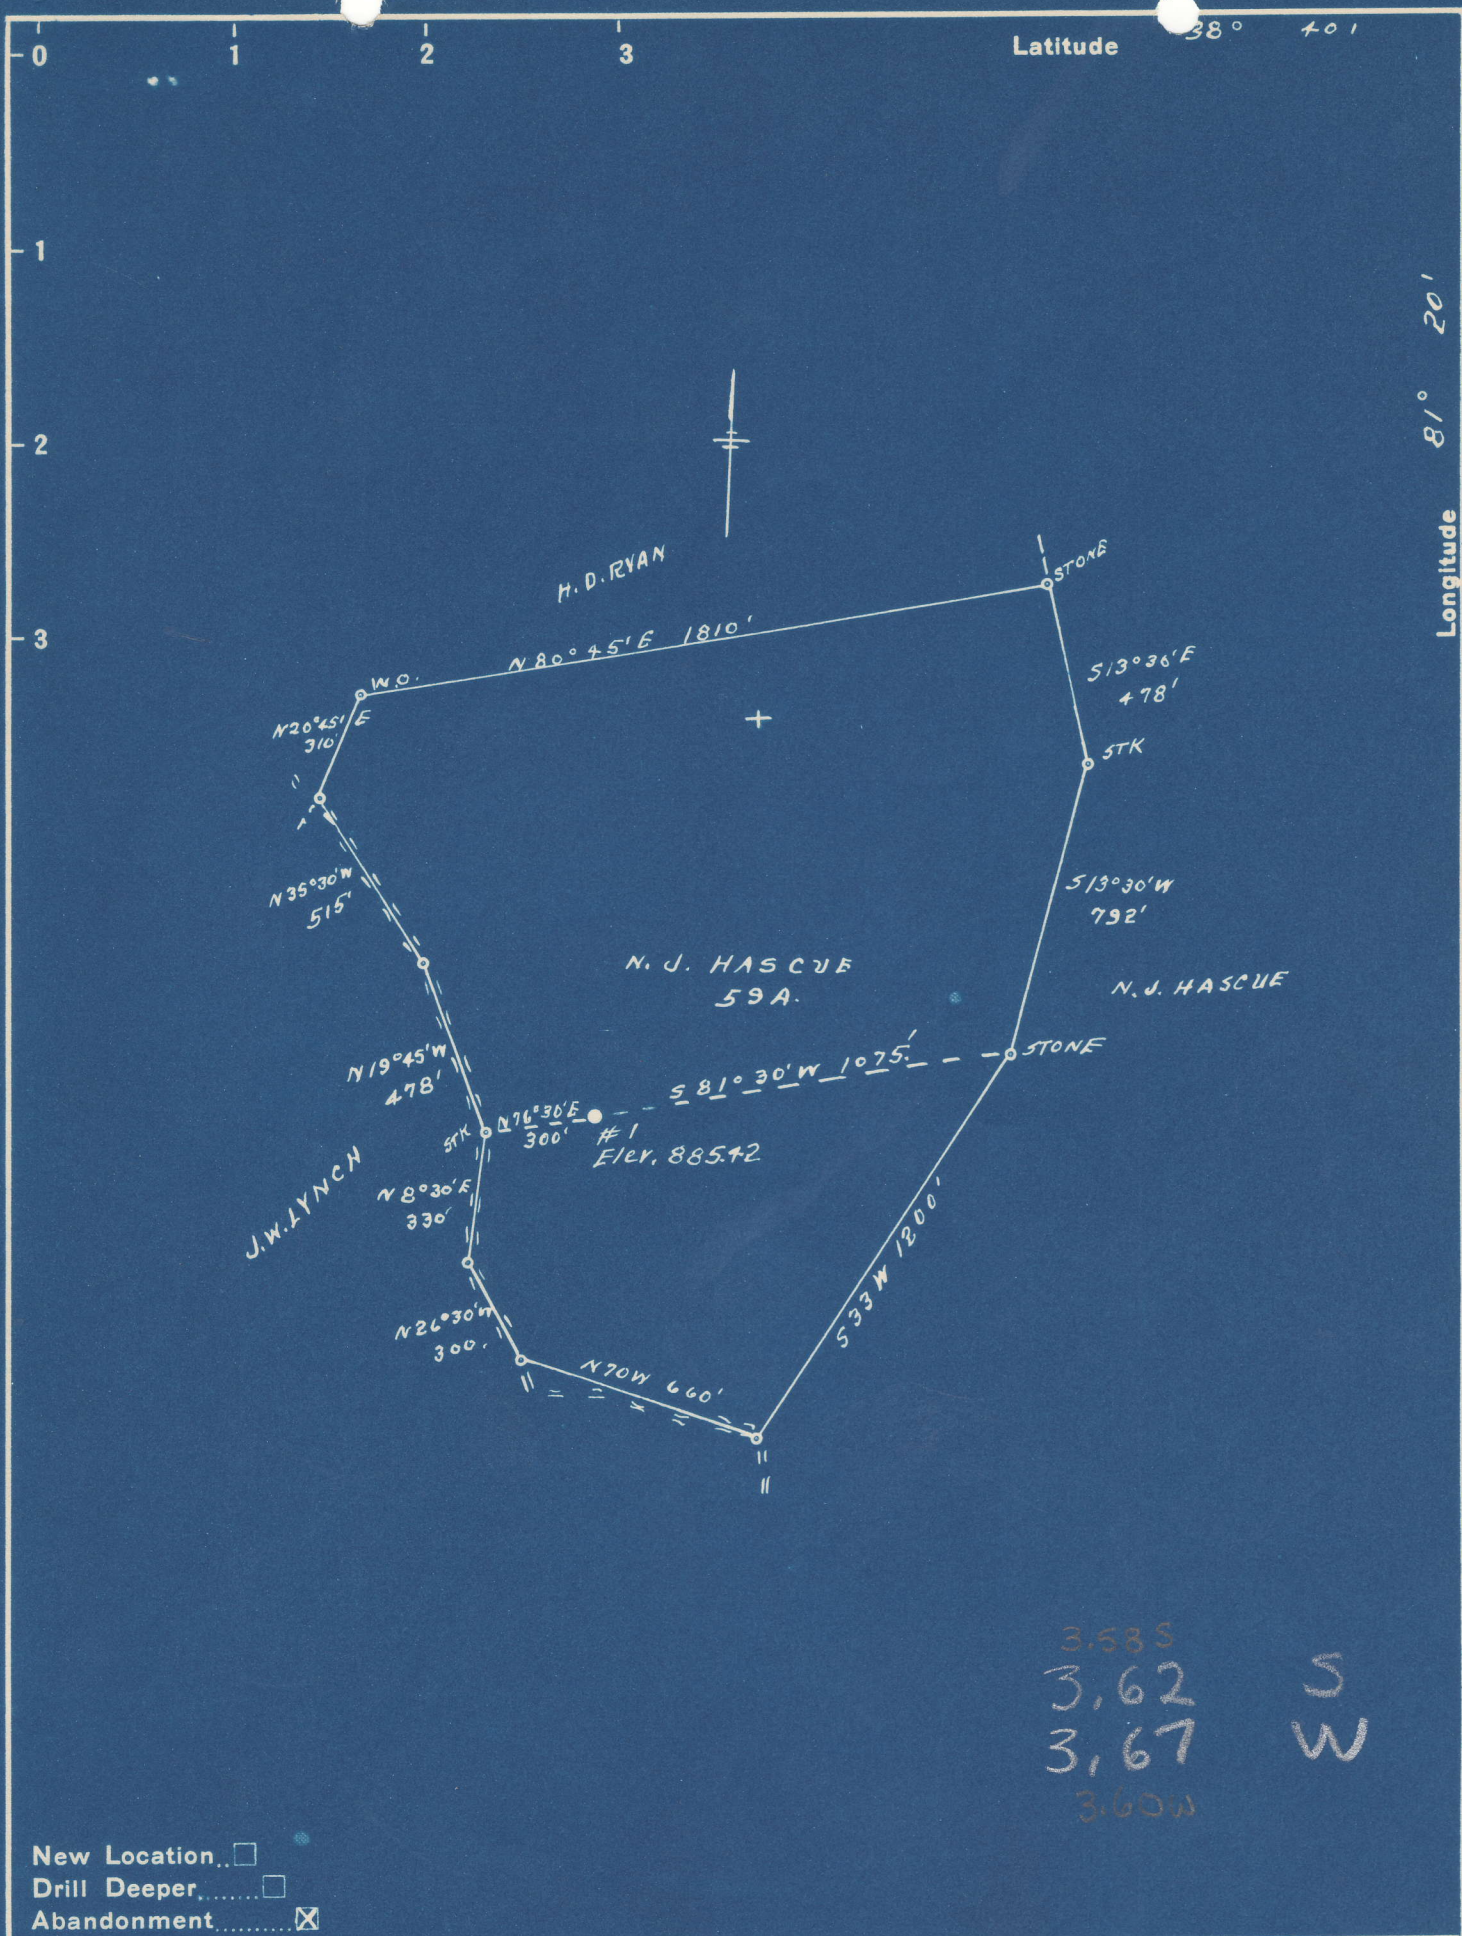 0 1 2 3
Latitude 38° 40'
1
2
3
Longitude 81° 20'
H.D. RYAN
STONE
N 80° 45' E 1810'
W.O.
N 20° 45' E
310'
S 13° 30' E
478'
STK
N 35° 30' W
515'
S 13° 30' W
792'
N. J. HASCUE
59 A.
N. J. HASCUE
STONE
S 81° 30' W 1075'
N 19° 45' W
478'
STK
N 76° 30' E
300'
#1
Elev. 885.42
J.W. LYNCH
N 8° 30' E
330'
S 33 W 1200'
N 26° 30' W
300.
N 70 W 660'
3.58 S
3,62 S
3,67 W
3.60 W
New Location
Drill Deeper
Abandonment X